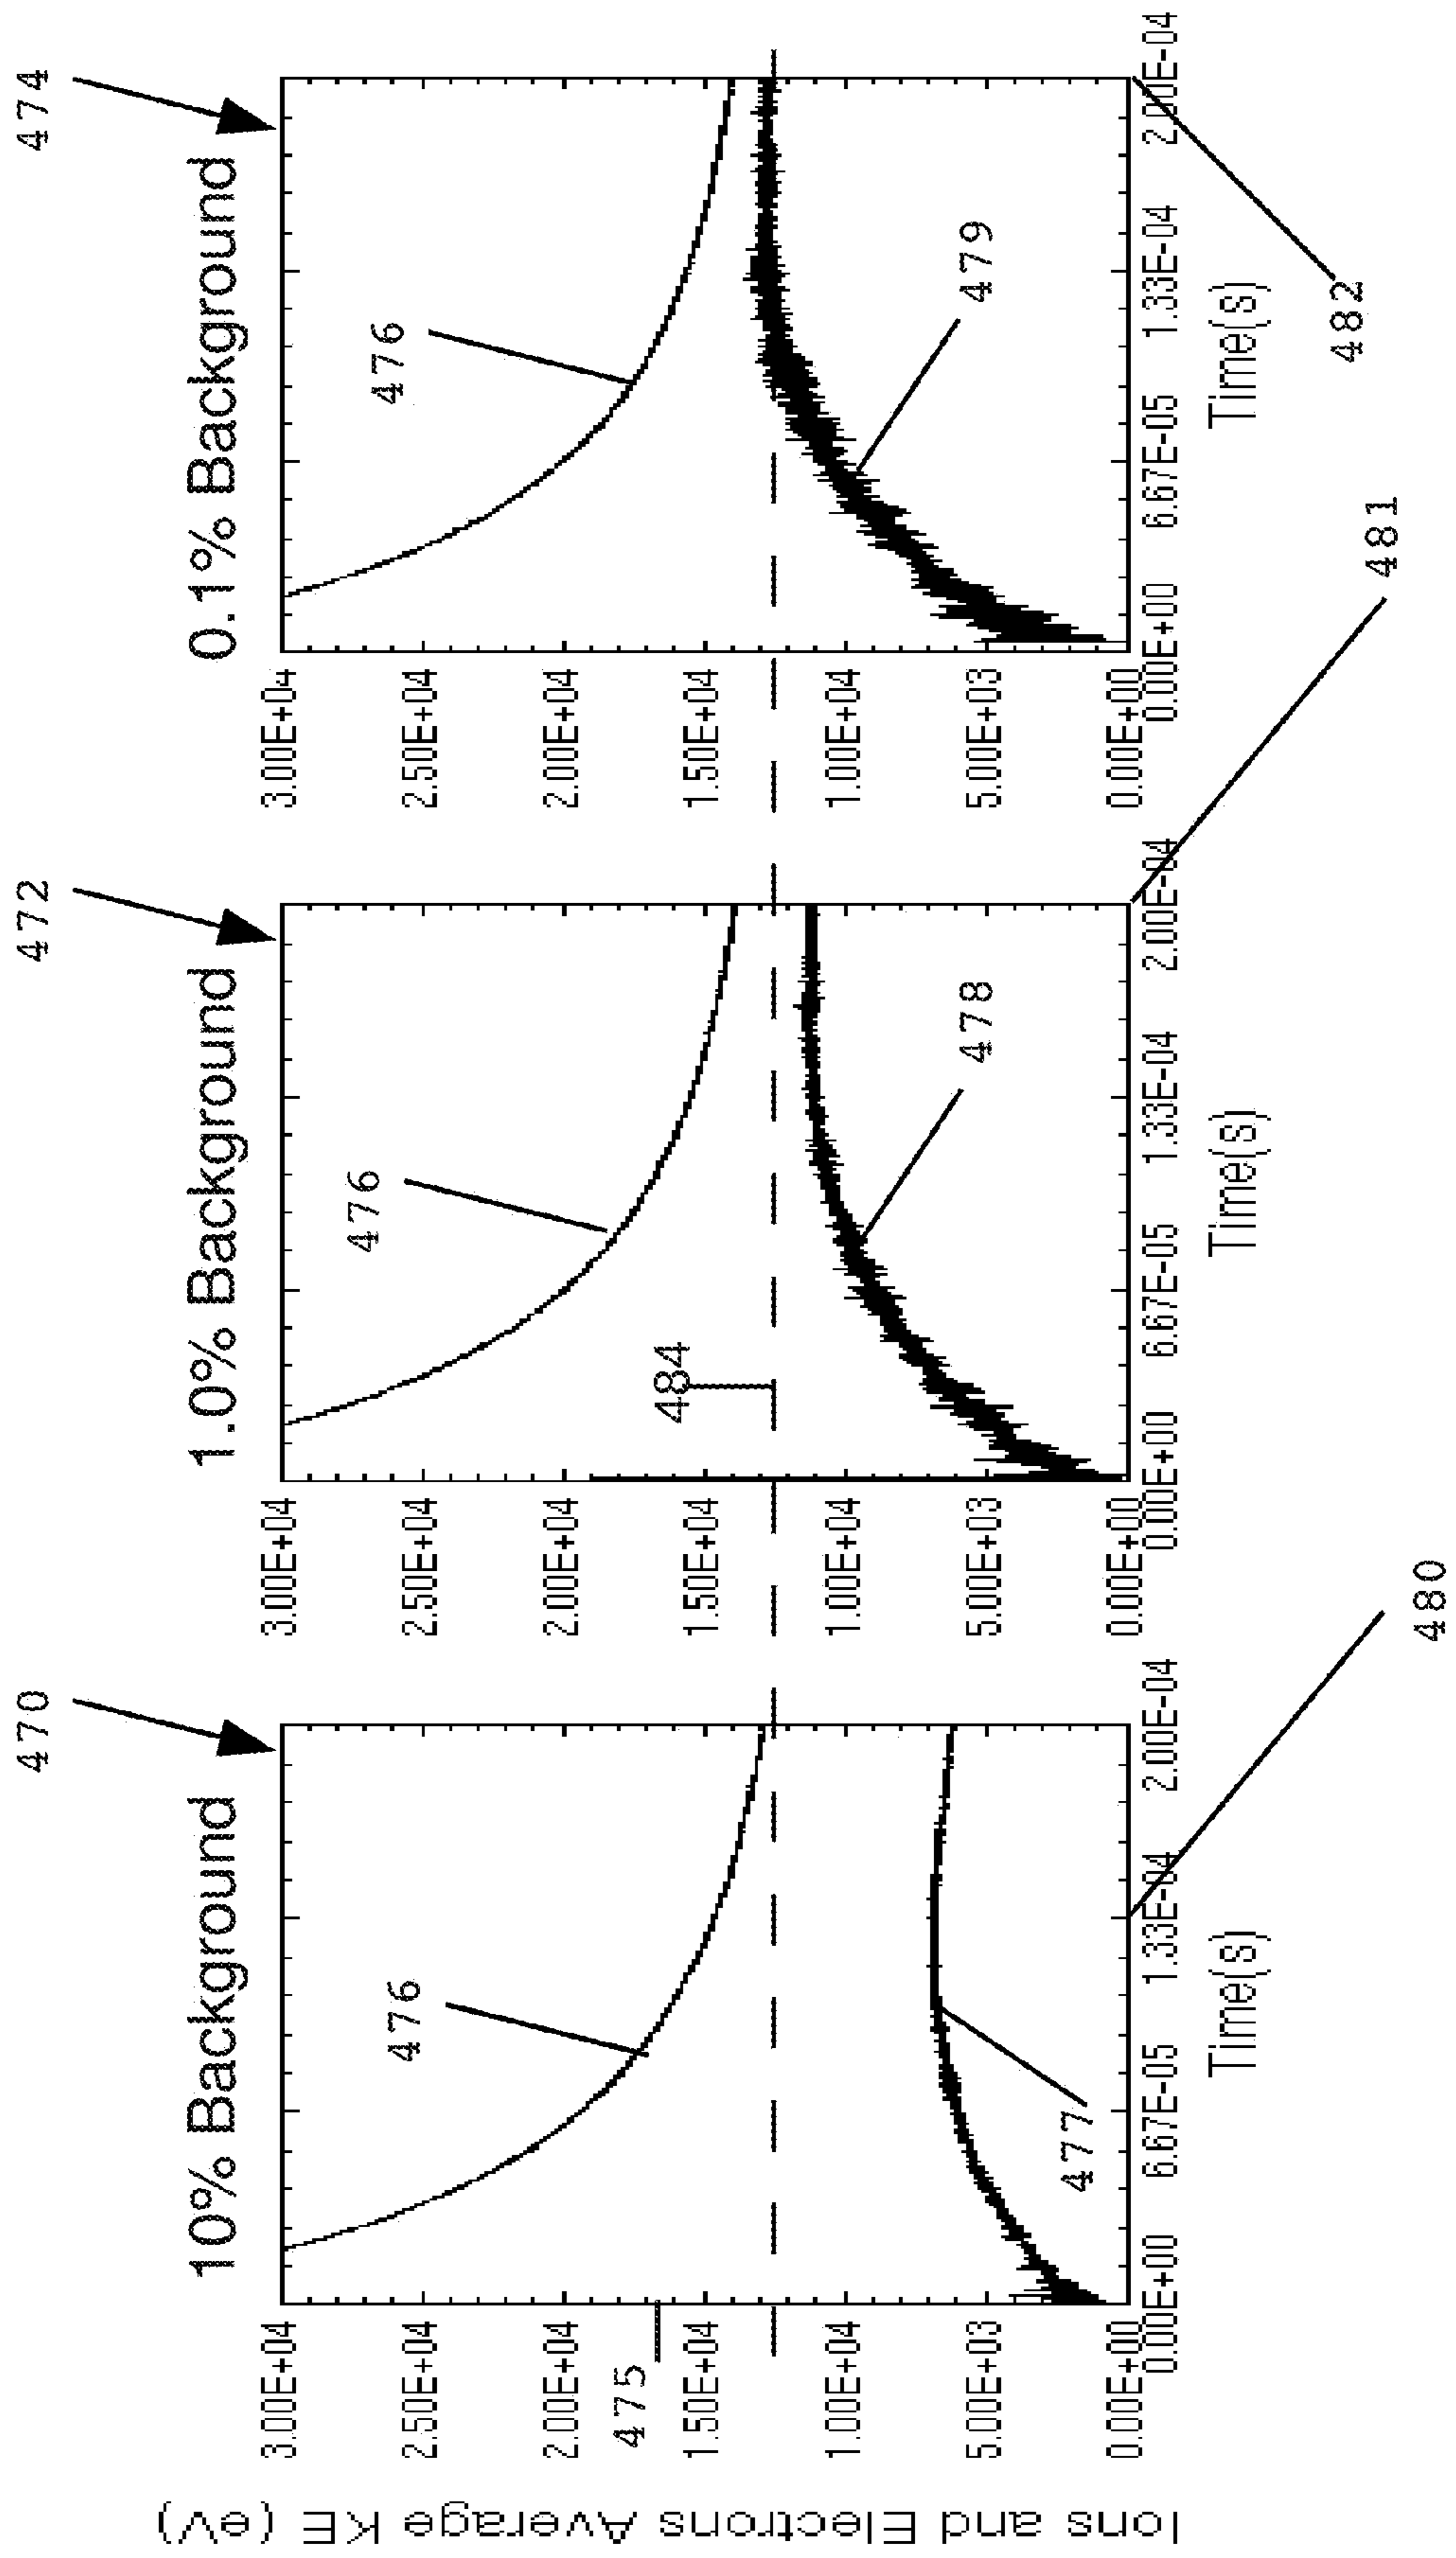 470
472
474
10% Background
1.0% Background
0.1% Background
Ions and Electrons Average KE (eV)
3.00E+04
2.50E+04
2.00E+04
1.50E+04
1.00E+04
5.00E+03
0.00E+00
475
476
477
0.00E+00
6.67E-05
1.33E-04
2.00E-04
Time(s)
480
3.00E+04
2.50E+04
2.00E+04
1.50E+04
1.00E+04
5.00E+03
0.00E+00
476
484
478
0.00E+00
6.67E-05
1.33E-04
2.00E-04
Time(s)
481
3.00E+04
2.50E+04
2.00E+04
1.50E+04
1.00E+04
5.00E+03
0.00E+00
476
479
0.00E+00
6.67E-05
1.33E-04
2.00E-04
Time(s)
482